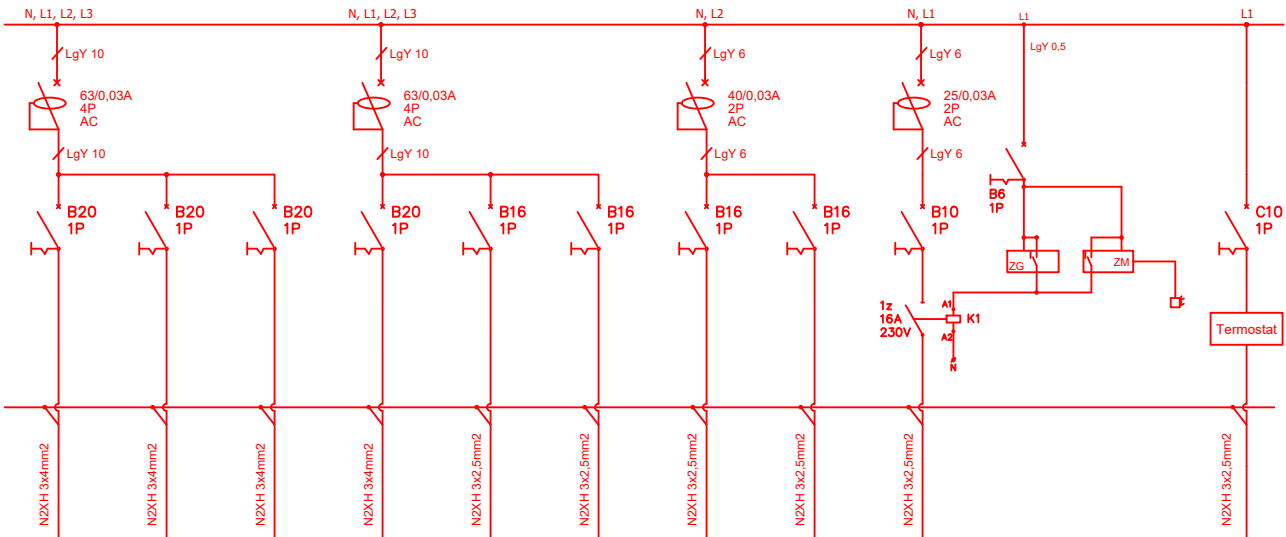 N, L1, L2, L3
N, L1, L2, L3
N, L2
N, L1
L1
L1
LgY 10
LgY 10
LgY 6
LgY 6
LgY 0,5
63/0,03A
4P
AC
63/0,03A
4P
AC
40/0,03A
2P
AC
25/0,03A
2P
AC
LgY 10
LgY 10
LgY 6
LgY 6
B20
1P
B20
1P
B20
1P
B20
1P
B16
1P
B16
1P
B16
1P
B16
1P
B10
1P
B6
1P
C10
1P
ZG
ZM
1z
16A
230V
A1
K1
A2
N
Termostat
N2XH 3x4mm2
N2XH 3x4mm2
N2XH 3x4mm2
N2XH 3x4mm2
N2XH 3x2,5mm2
N2XH 3x2,5mm2
N2XH 3x2,5mm2
N2XH 3x2,5mm2
N2XH 3x2,5mm2
N2XH 3x2,5mm2